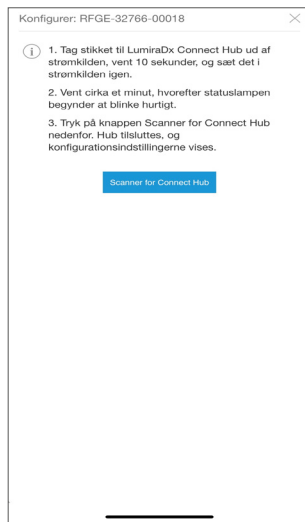 Konfigurer: RFGE-32766-00018
1. Tag stikket til LumiraDx Connect Hub ud af
strømkilden, vent 10 sekunder, og sæt det i
strømkilden igen.
2. Vent cirka et minut, hvorefter statuslampen
begynder at blinke hurtigt.
3. Tryk på knappen Scanner for Connect Hub
nedenfor. Hub tilsluttes, og
konfigurationsindstillingerne vises.
Scanner for Connect Hub